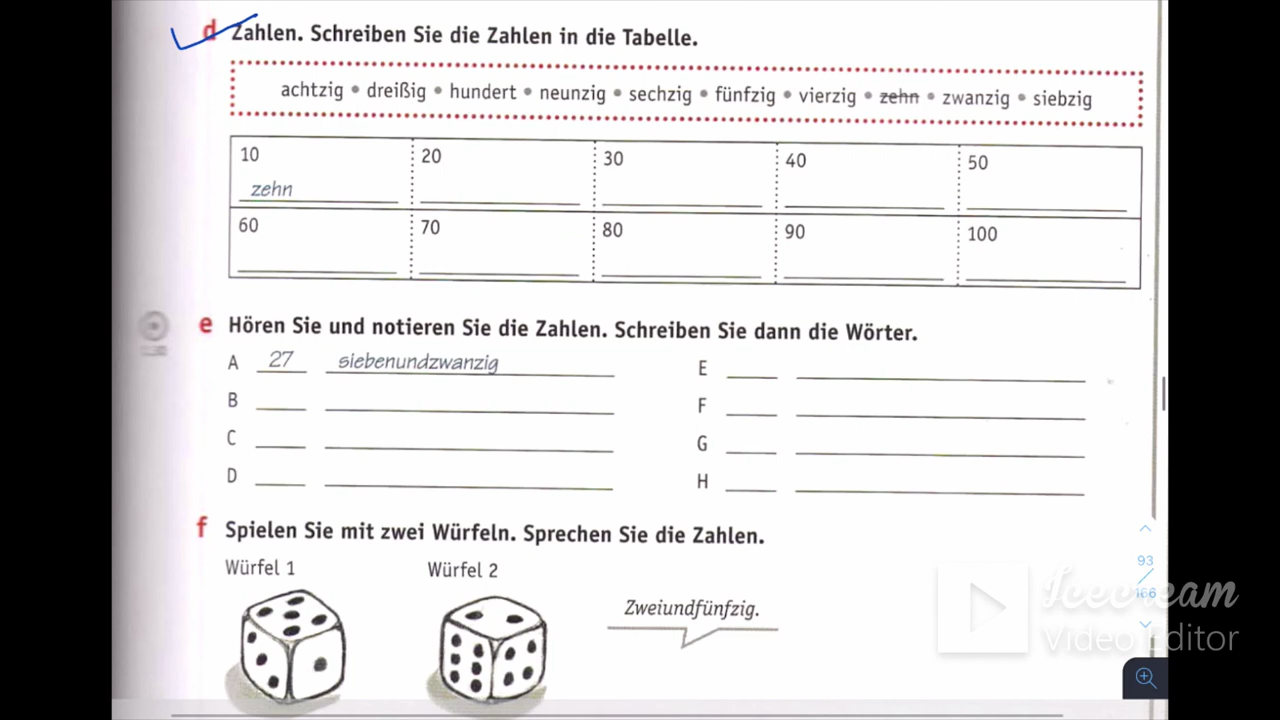 d Zahlen. Schreiben Sie die Zahlen in die Tabelle.
achtzig • dreißig • hundert • neunzig • sechzig • fünfzig • vierzig • zehn • zwanzig • siebzig
10 20 30 40 50
zehn
60 70 80 90 100
e Hören Sie und notieren Sie die Zahlen. Schreiben Sie dann die Wörter.
A 27 siebenundzwanzig E
B F
C G
D H
f Spielen Sie mit zwei Würfeln. Sprechen Sie die Zahlen.
Würfel 1 Würfel 2
Zweiundfünfzig.
93
166
Icecream
Video Editor